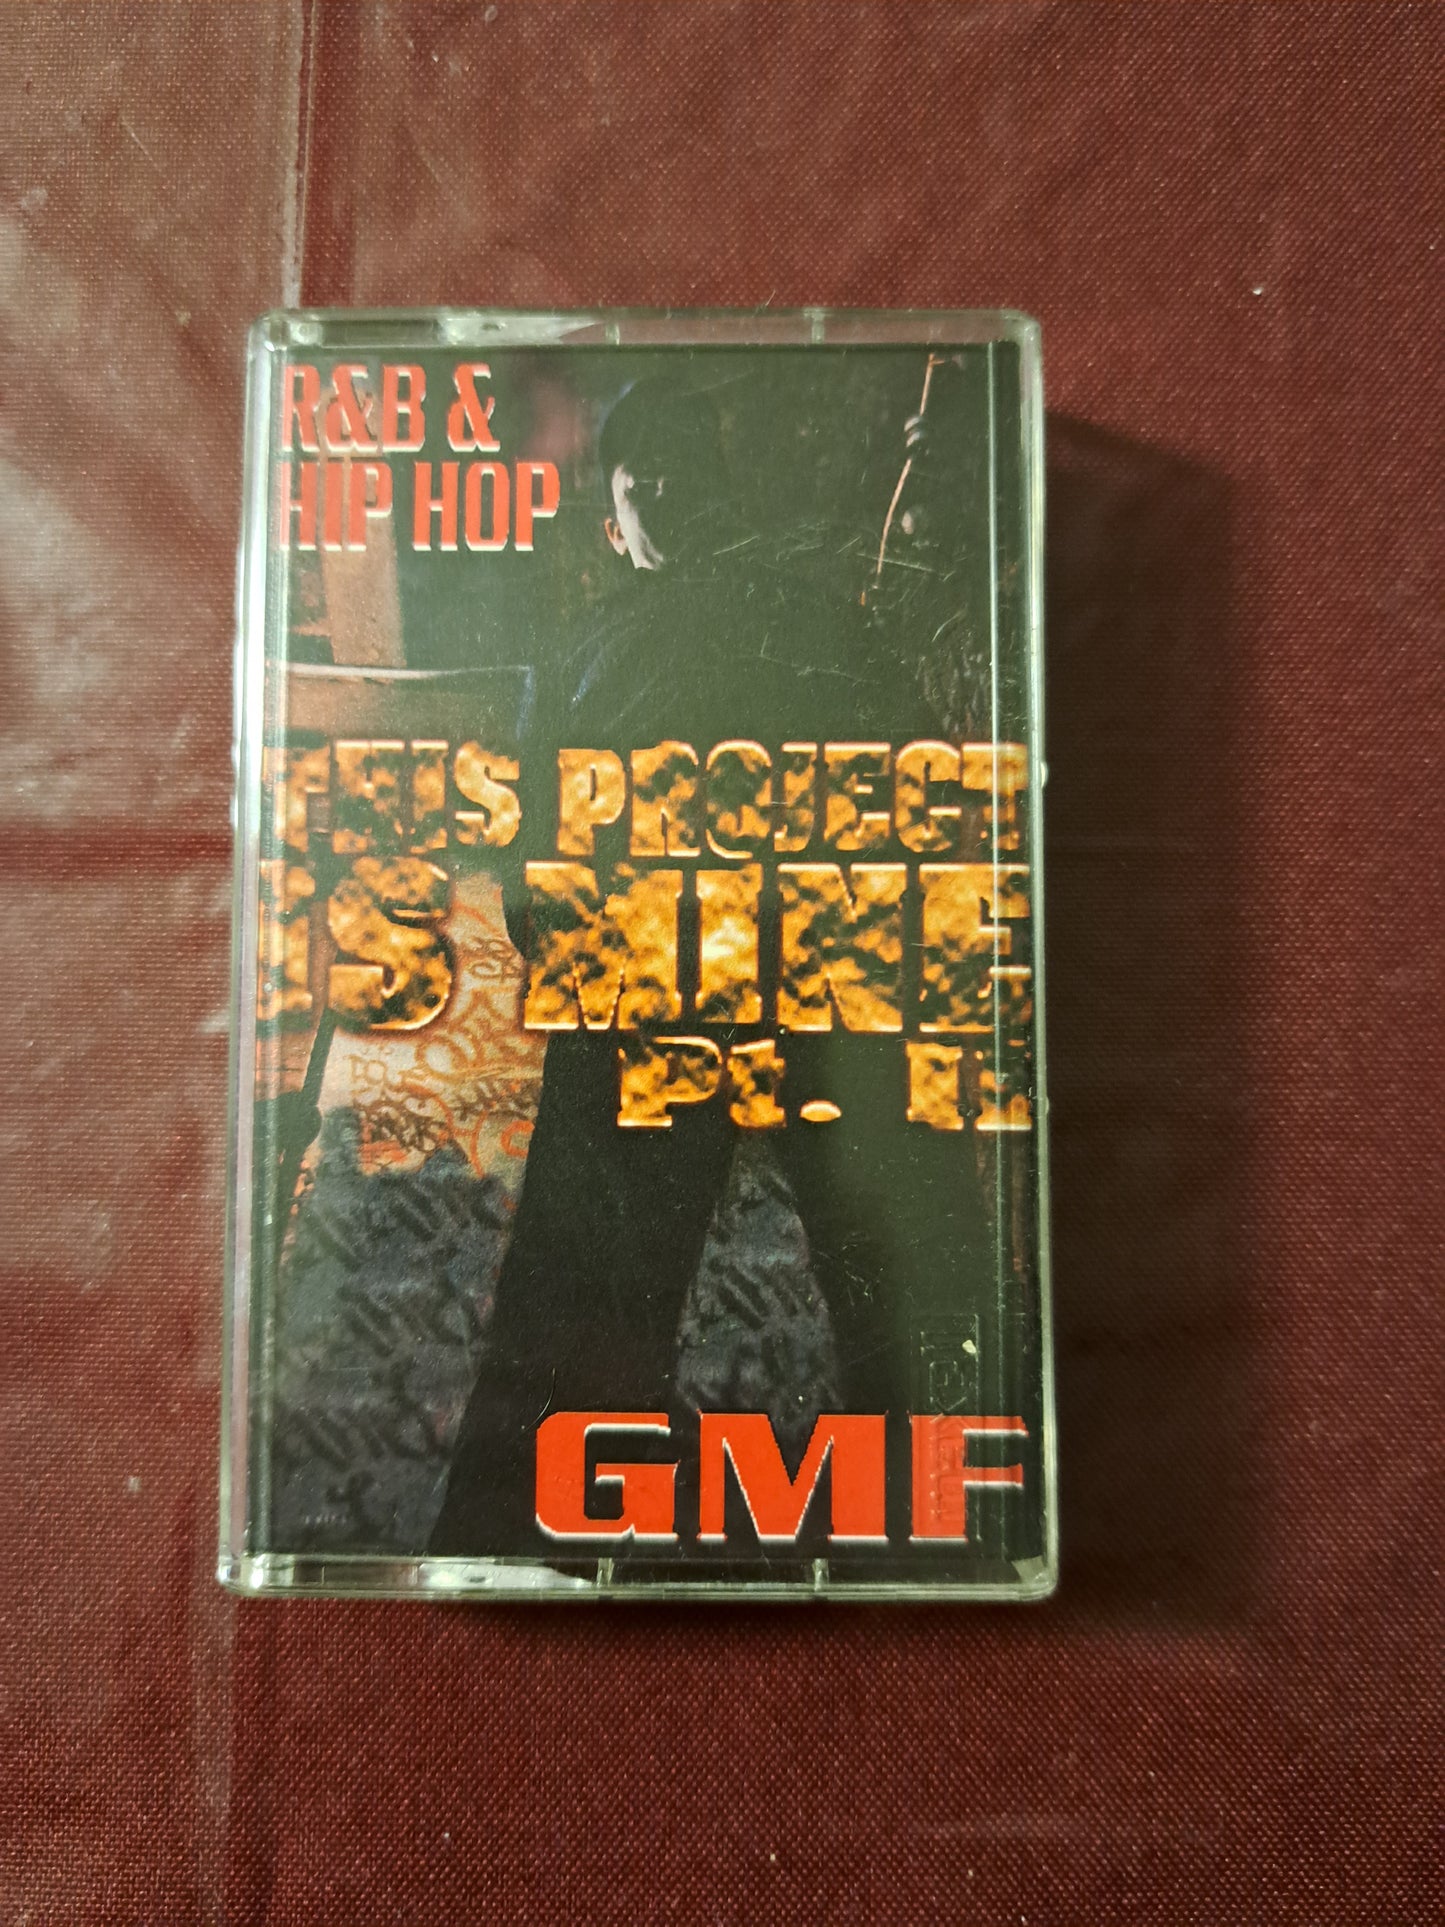 R&B &
HIP HOP
THIS PROJECT
IS MINE
Pt. II
GMF